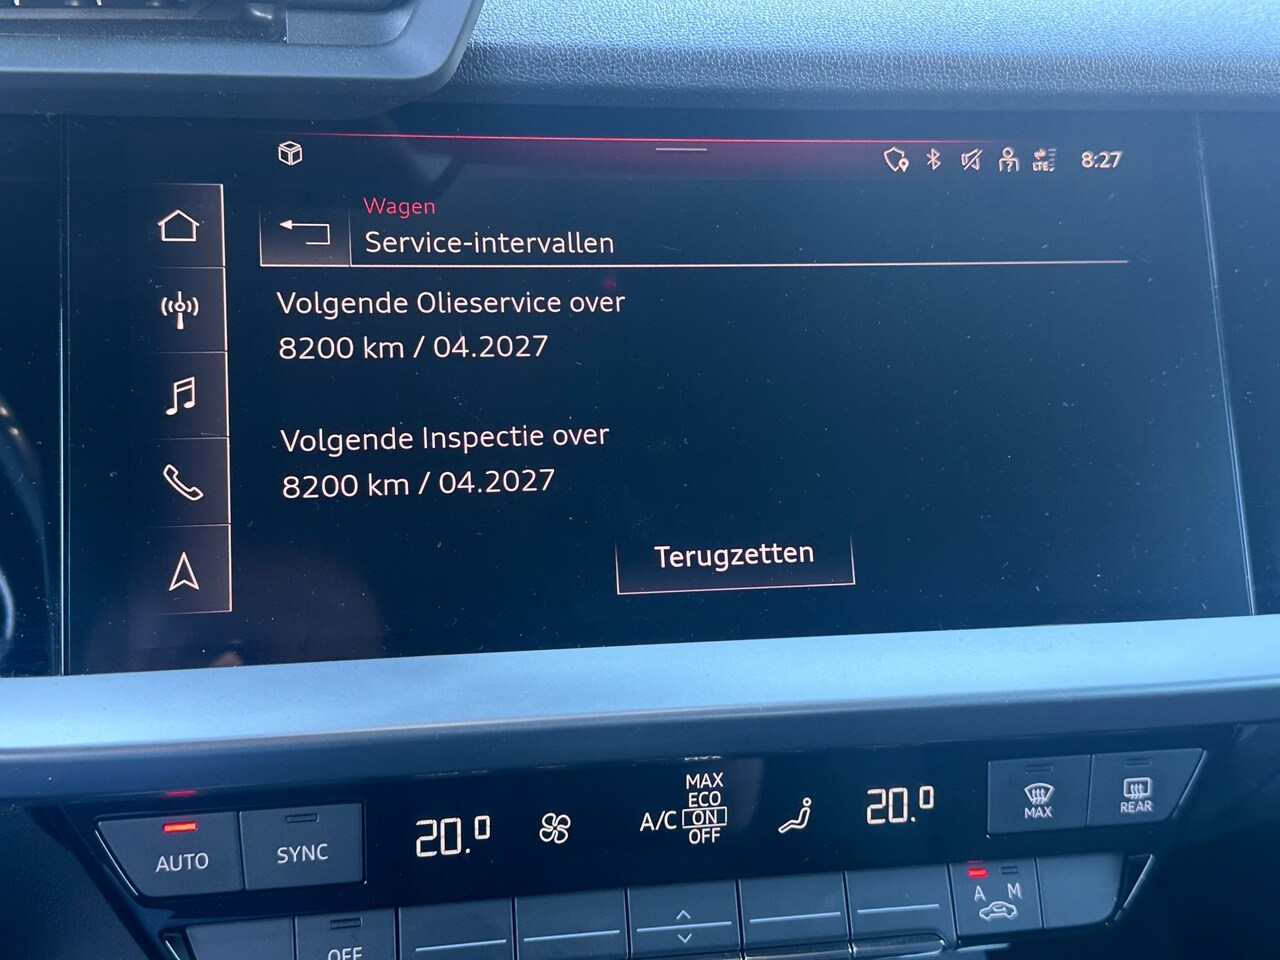 LTE
8:27
Wagen
Service-intervallen
Volgende Olieservice over
8200 km / 04.2027
Volgende Inspectie over
8200 km / 04.2027
Terugzetten
AUTO
SYNC
20.0
A/C
MAX
ECO
ON
OFF
20.0
MAX
REAR
OFF
A M